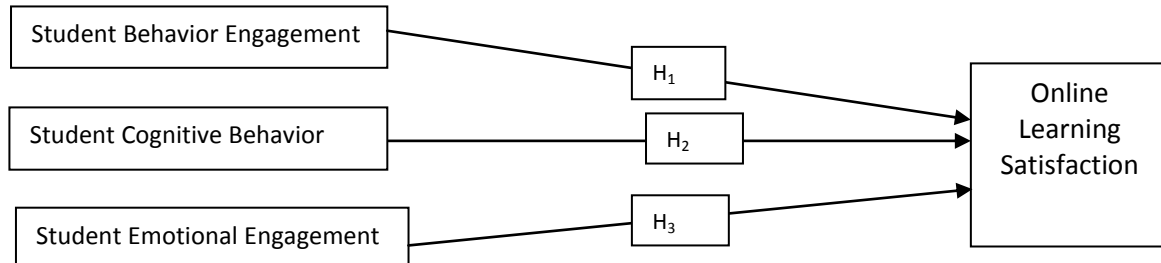 Student Behavior Engagement
H₁
Student Cognitive Behavior
H₂
Student Emotional Engagement
H₃
Online
Learning
Satisfaction